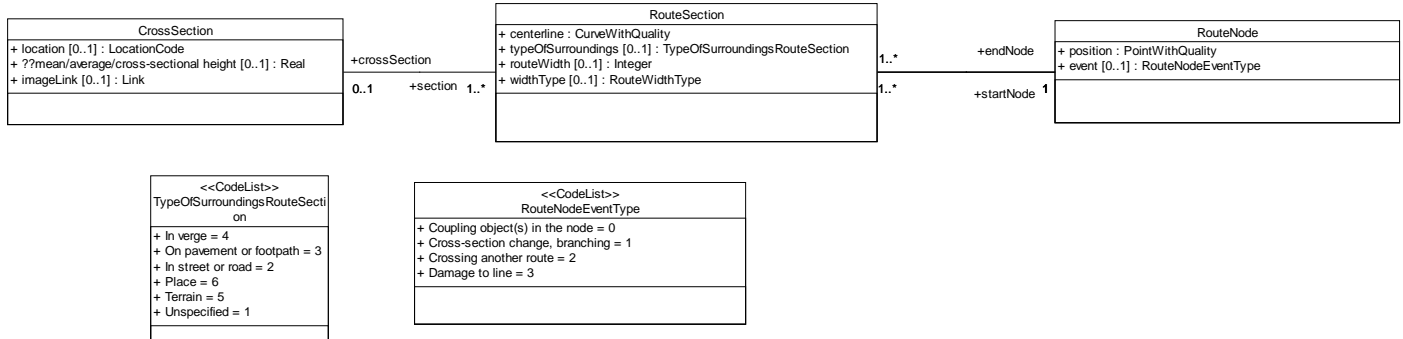 CrossSection
+ location [0..1] : LocationCode
+ ??mean/average/cross-sectional height [0..1] : Real
+ imageLink [0..1] : Link
+crossSection
0..1
+section 1..*
RouteSection
+ centerline : CurveWithQuality
+ typeOfSurroundings [0..1] : TypeOfSurroundingsRouteSection
+ routeWidth [0..1] : Integer
+ widthType [0..1] : RouteWidthType
1..*
+endNode
1..*
+startNode 1
RouteNode
+ position : PointWithQuality
+ event [0..1] : RouteNodeEventType
<<CodeList>>
TypeOfSurroundingsRouteSecti
on
+ In verge = 4
+ On pavement or footpath = 3
+ In street or road = 2
+ Place = 6
+ Terrain = 5
+ Unspecified = 1
<<CodeList>>
RouteNodeEventType
+ Coupling object(s) in the node = 0
+ Cross-section change, branching = 1
+ Crossing another route = 2
+ Damage to line = 3